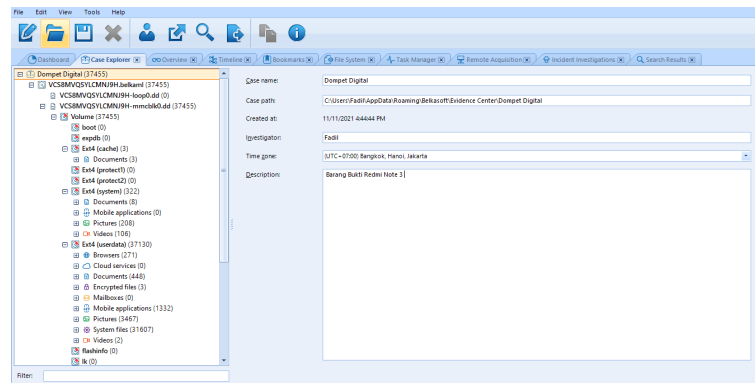 File Edit View Tools Help
Dashboard Case Explorer Overview Timeline Bookmarks File System Task Manager Remote Acquisition Incident Investigations Search Results
Dompet Digital (37455)
VCS8MVQSYLCMNJ9H.belkaml (37455)
VCS8MVQSYLCMNJ9H-loop0.dd (0)
VCS8MVQSYLCMNJ9H-mmcblk0.dd (37455)
Volume (37455)
boot (0)
expdb (0)
Ext4 (cache) (3)
Documents (3)
Ext4 (protect1) (0)
Ext4 (protect2) (0)
Ext4 (system) (322)
Documents (8)
Mobile applications (0)
Pictures (208)
Videos (106)
Ext4 (userdata) (37130)
Browsers (271)
Cloud services (0)
Documents (448)
Encrypted files (3)
Mailboxes (0)
Mobile applications (1332)
Pictures (3467)
System files (31607)
Videos (2)
flashinfo (0)
lk (0)
Filter:
Case name: Dompet Digital
Case path: C:\Users\Fadil\AppData\Roaming\Belkasoft\Evidence Center\Dompet Digital
Created at: 11/11/2021 4:44:44 PM
Investigator: Fadil
Time zone: (UTC+07:00) Bangkok, Hanoi, Jakarta
Description: Barang Bukti Redmi Note 3